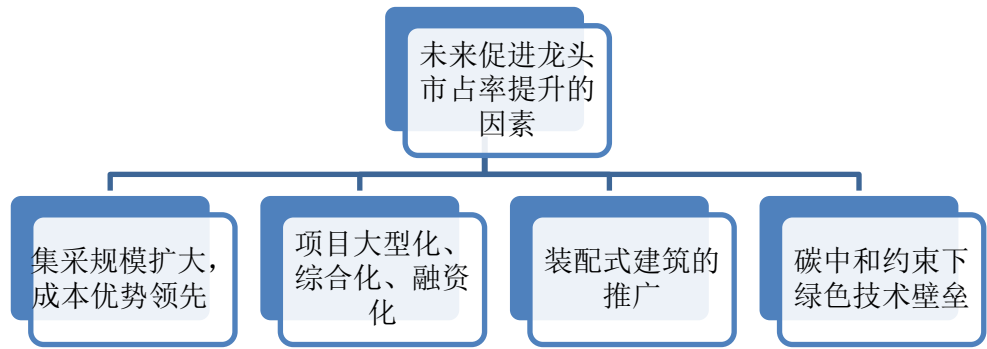 未来促进龙头
市占率提升的
因素
集采规模扩大，
成本优势领先
项目大型化、
综合化、融资
化
装配式建筑的
推广
碳中和约束下
绿色技术壁垒